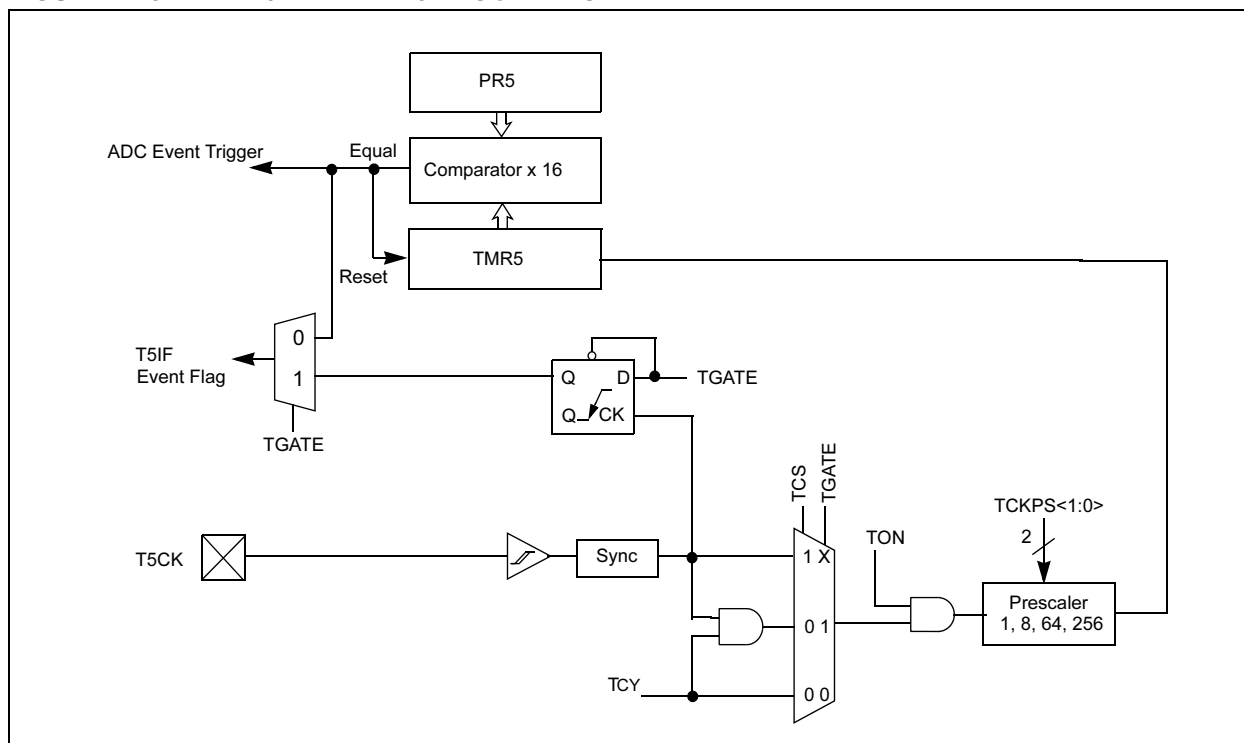 PR5
ADC Event Trigger
Equal
Comparator x 16
TMR5
Reset
0
1
T5IF
Event Flag
TGATE
Q
D
TGATE
Q
CK
TCS
TGATE
TCKPS<1:0>
2
TON
T5CK
Sync
1 X
Prescaler
1, 8, 64, 256
0 1
TCY
0 0